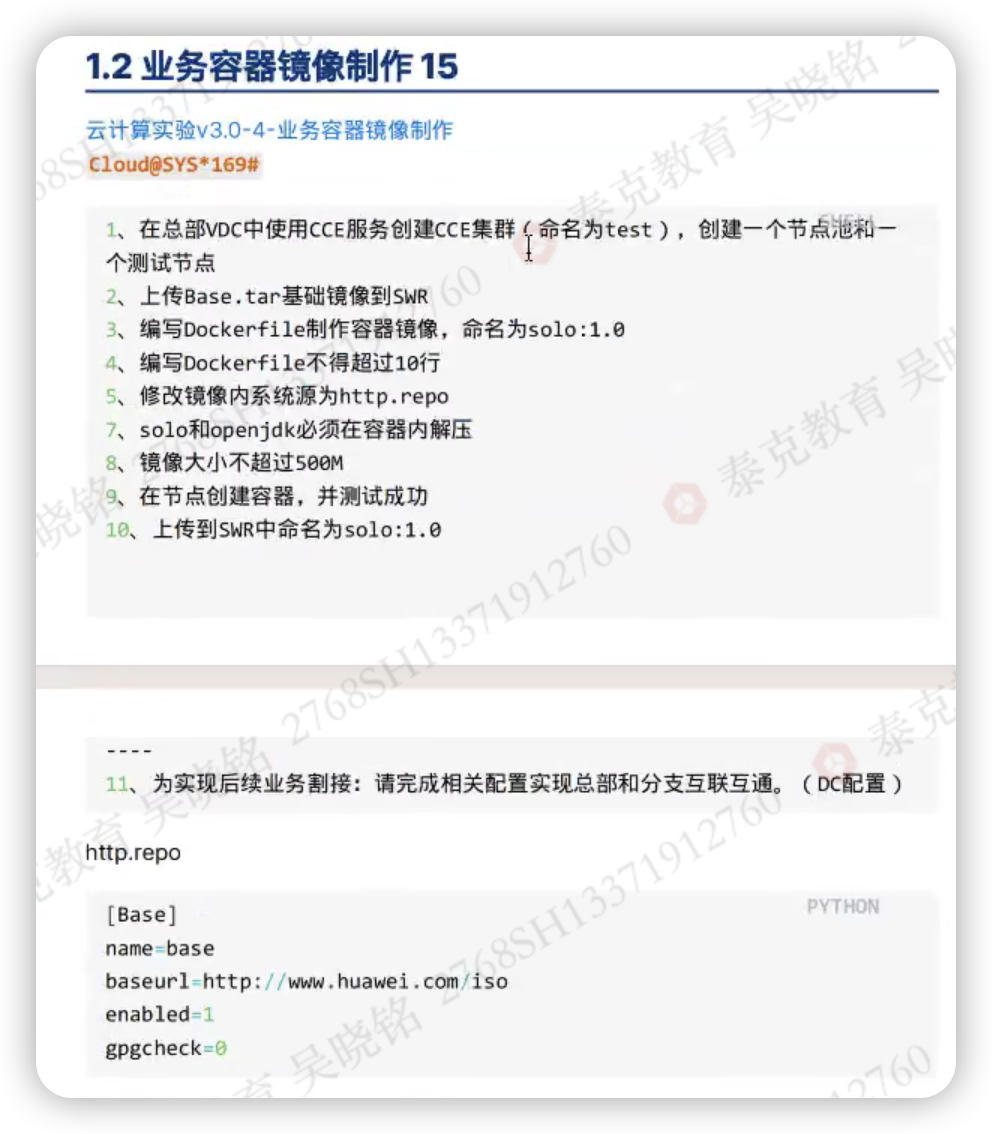 1.2 业务容器镜像制作 15
云计算实验v3.0-4-业务容器镜像制作
Cloud@SYS*169#
SHELL
1、在总部VDC中使用CCE服务创建CCE集群（命名为test），创建一个节点池和一
个测试节点
2、上传Base.tar基础镜像到SWR
3、编写Dockerfile制作容器镜像，命名为solo:1.0
4、编写Dockerfile不得超过10行
5、修改镜像内系统源为http.repo
7、solo和openjdk必须在容器内解压
8、镜像大小不超过500M
9、在节点创建容器，并测试成功
10、上传到SWR中命名为solo:1.0
----
11、为实现后续业务割接：请完成相关配置实现总部和分支互联互通。（DC配置）
http.repo
PYTHON
[Base]
name=base
baseurl=http://www.huawei.com/iso
enabled=1
gpgcheck=0
泰克教育 吴晓铭 2768SH13371912760